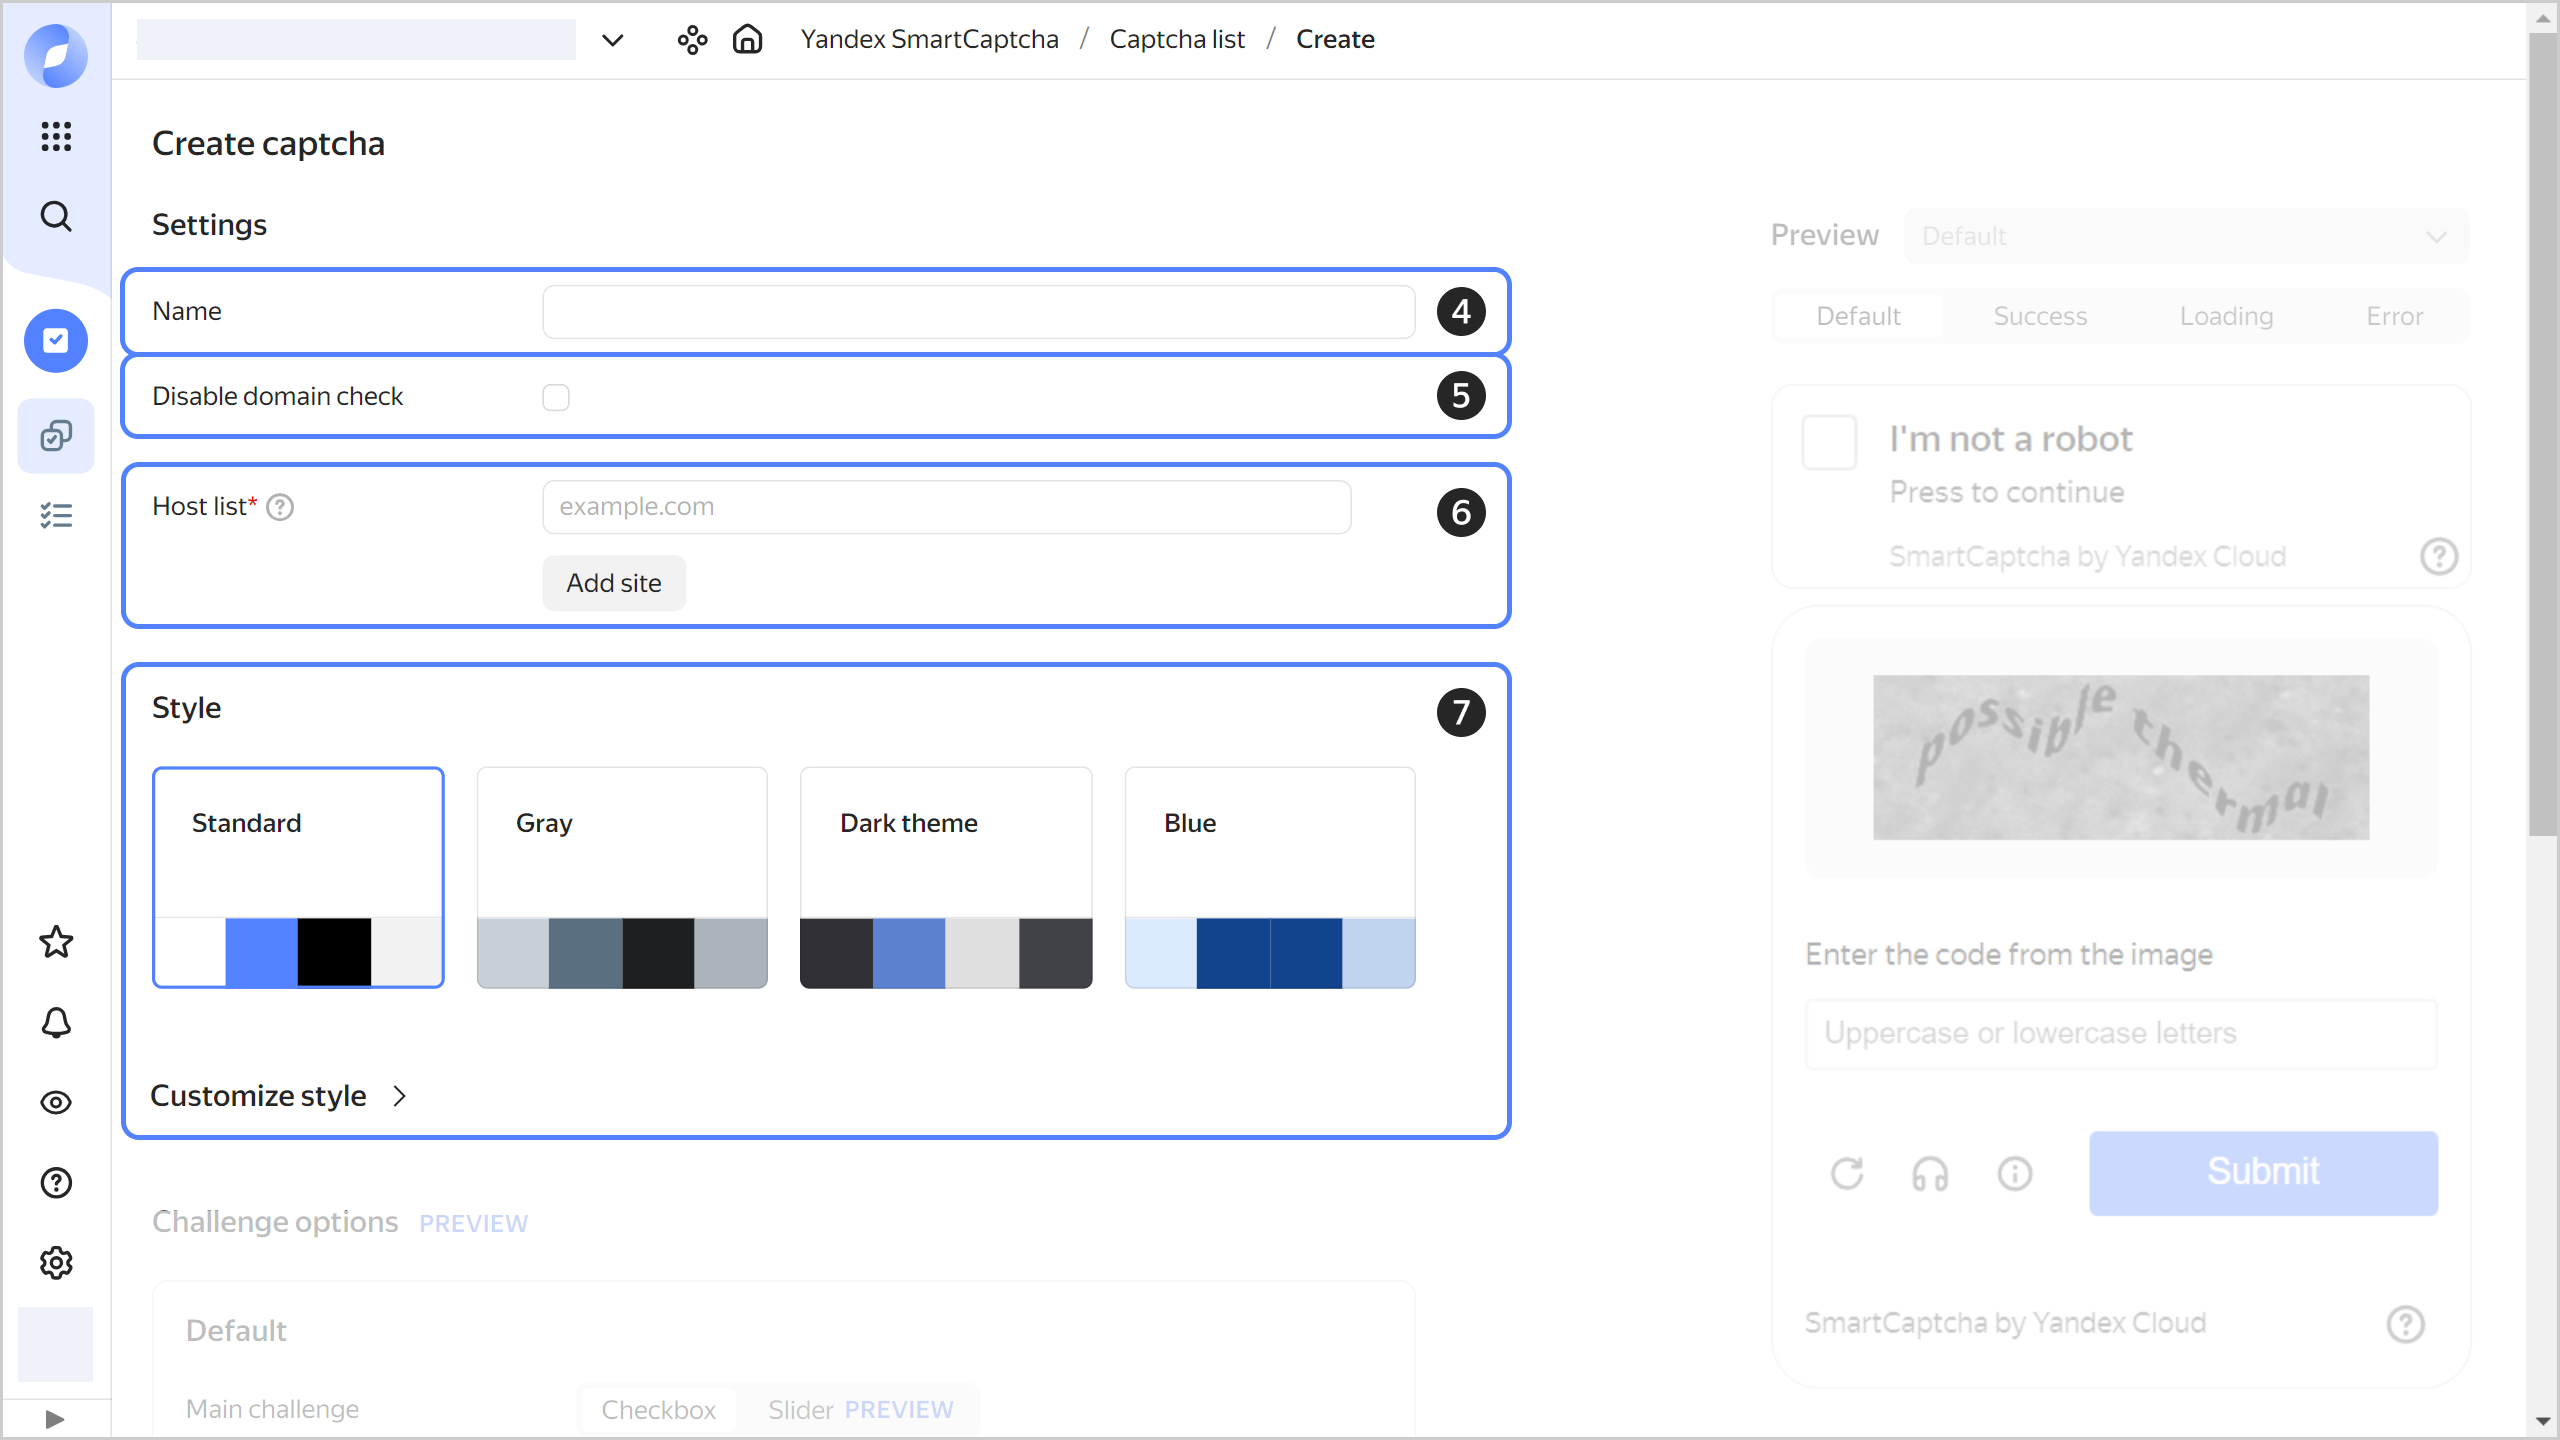 Yandex SmartCaptcha / Captcha list / Create
Create captcha
Settings
Name
4
Disable domain check
5
Host list*
example.com
6
Add site
Style
7
Standard
Gray
Dark theme
Blue
Customize style
Challenge options PREVIEW
Default
Main challenge
Checkbox
Slider PREVIEW
Preview
Default
Default
Success
Loading
Error
I'm not a robot
Press to continue
SmartCaptcha by Yandex Cloud
possible thermal
Enter the code from the image
Uppercase or lowercase letters
Submit
SmartCaptcha by Yandex Cloud